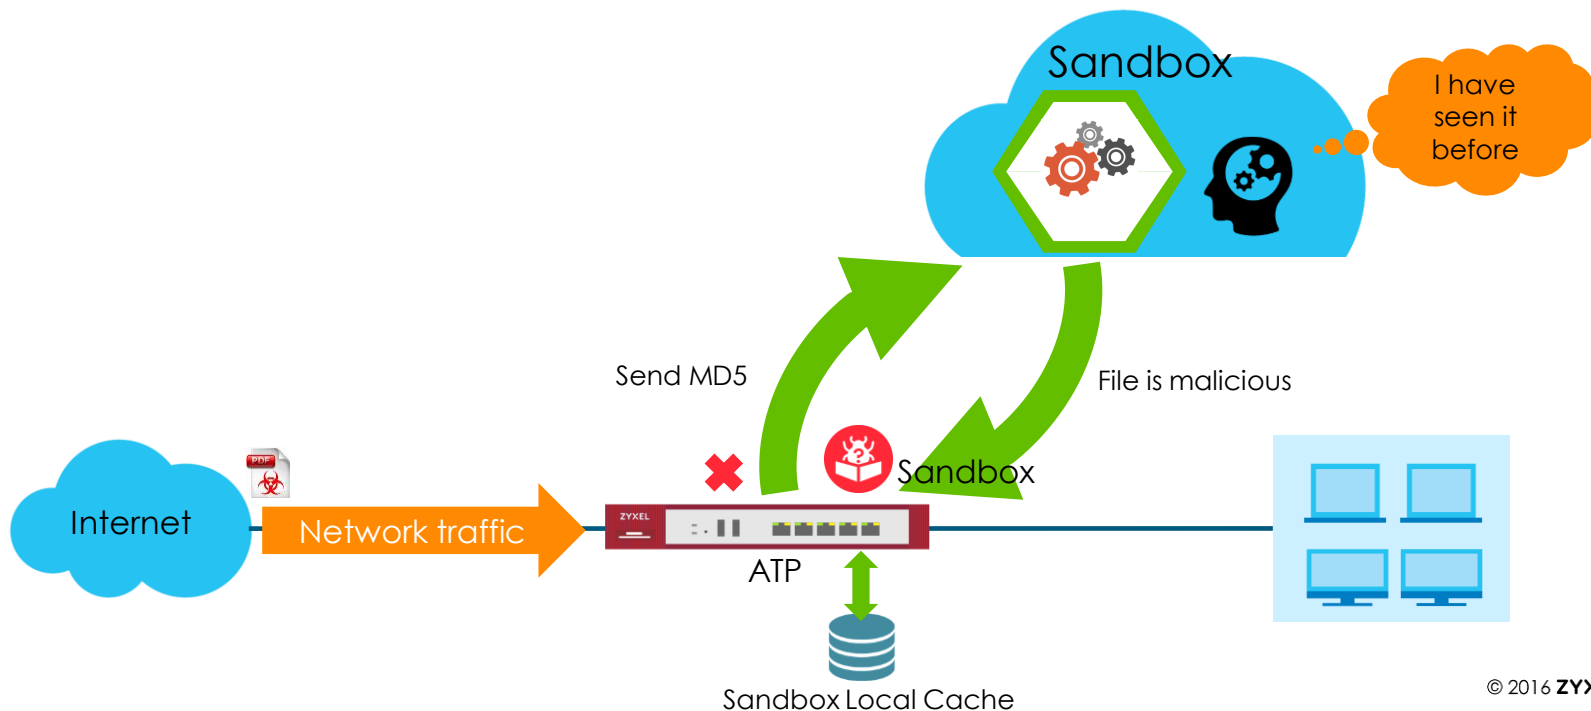 Sandbox
I have
seen it
before
Send MD5
File is malicious
PDF
Sandbox
Internet
Network traffic
ZYXEL
ATP
Sandbox Local Cache
© 2016 ZYX